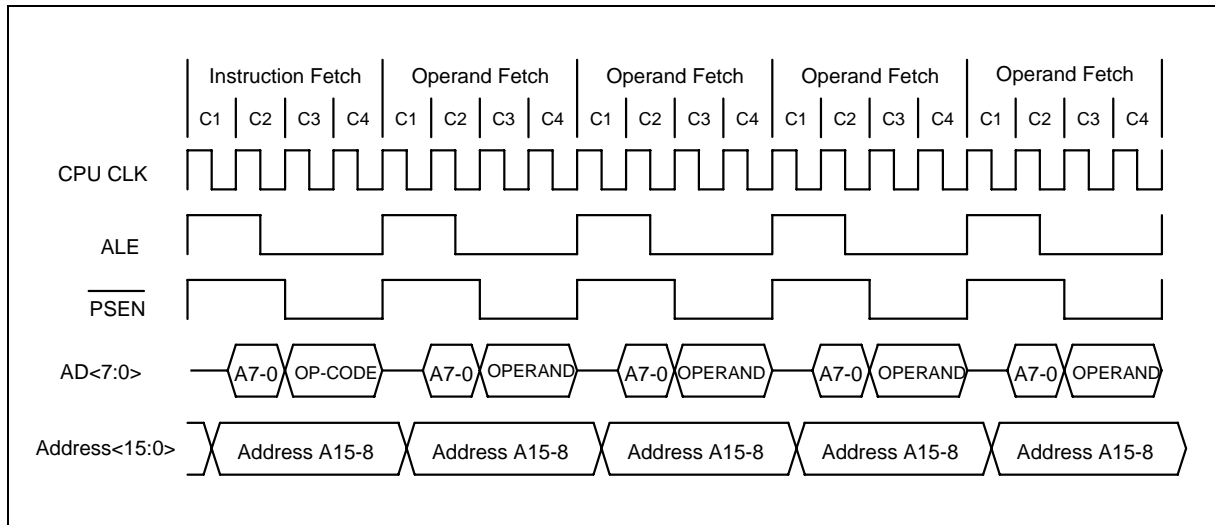 Instruction Fetch Operand Fetch Operand Fetch Operand Fetch Operand Fetch
C1 C2 C3 C4 C1 C2 C3 C4 C1 C2 C3 C4 C1 C2 C3 C4 C1 C2 C3 C4
CPU CLK
ALE
PSEN
AD<7:0> A7-0 OP-CODE A7-0 OPERAND A7-0 OPERAND A7-0 OPERAND A7-0 OPERAND
Address<15:0> Address A15-8 Address A15-8 Address A15-8 Address A15-8 Address A15-8